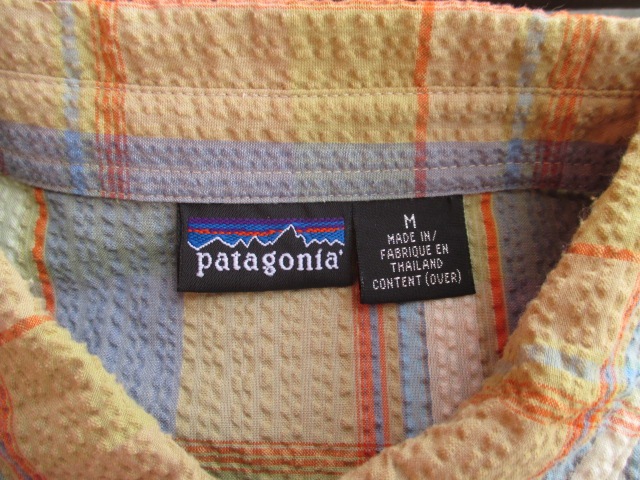 patagonia®
M
MADE IN/
FABRIQUE EN
THAILAND
CONTENT (OVER)